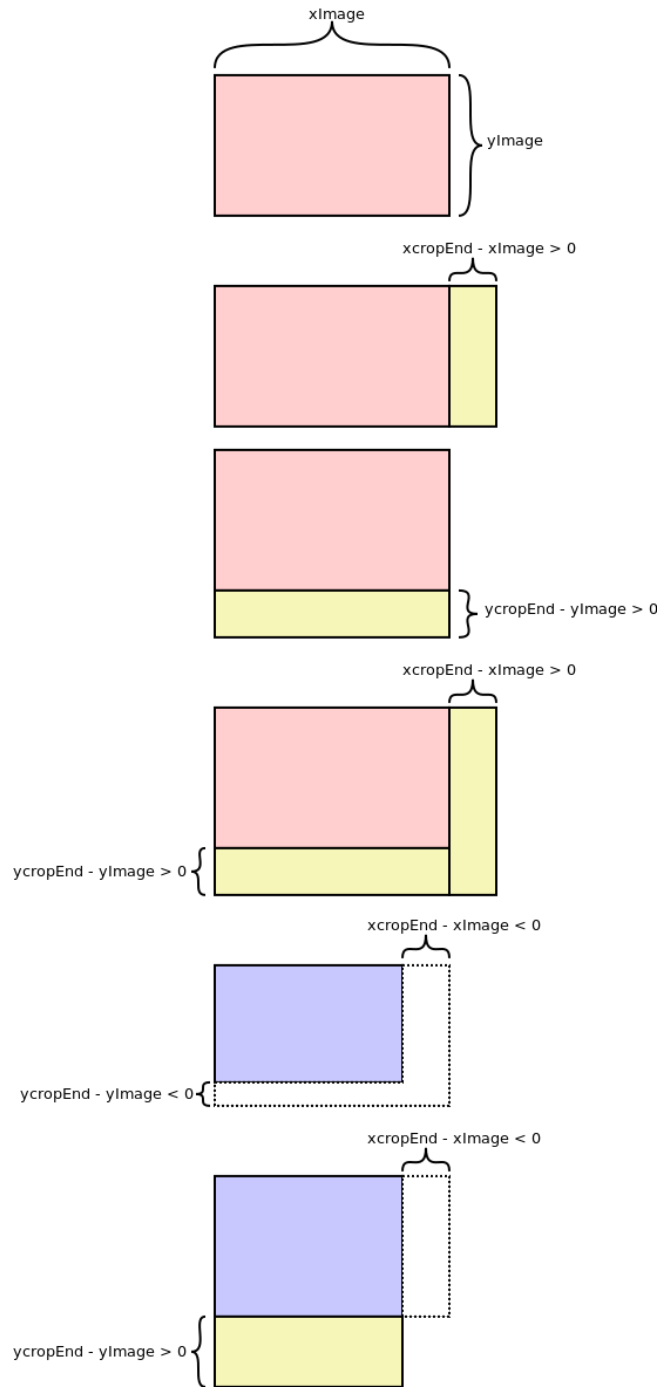 xImage
yImage
xcropEnd - xImage > 0
ycropEnd - yImage > 0
xcropEnd - xImage > 0
ycropEnd - yImage > 0
xcropEnd - xImage < 0
ycropEnd - yImage < 0
xcropEnd - xImage < 0
ycropEnd - yImage > 0